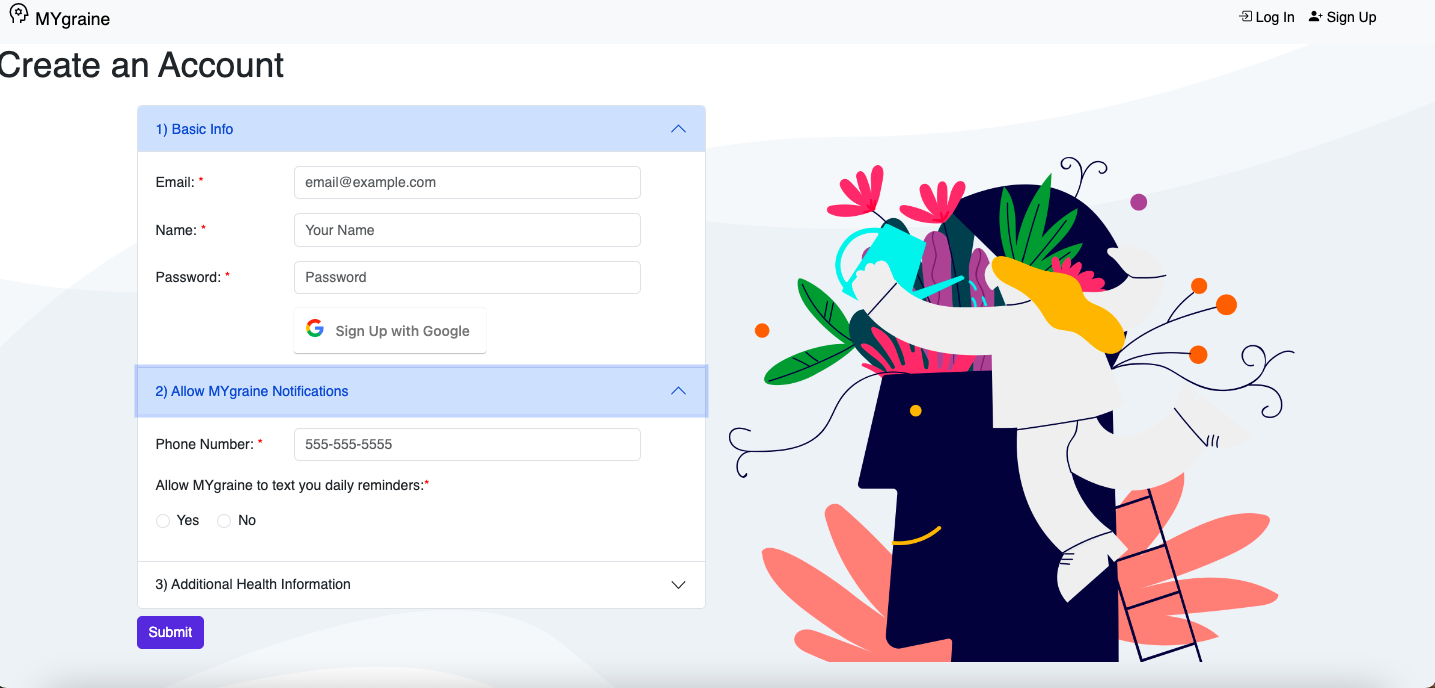 MYgraine
Log In
Sign Up
Create an Account
1) Basic Info
Email: *
email@example.com
Name: *
Your Name
Password: *
Password
Sign Up with Google
2) Allow MYgraine Notifications
Phone Number: *
555-555-5555
Allow MYgraine to text you daily reminders:*
Yes
No
3) Additional Health Information
Submit